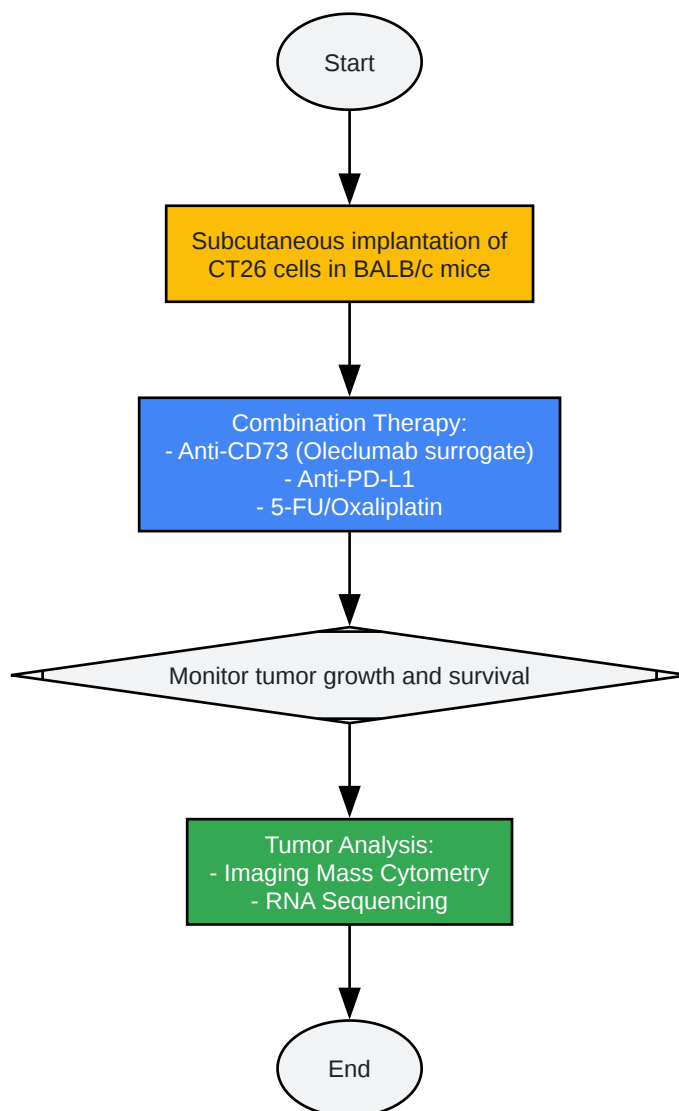 Start
Subcutaneous implantation of
CT26 cells in BALB/c mice
Combination Therapy:
- Anti-CD73 (Oleclumab surrogate)
- Anti-PD-L1
- 5-FU/Oxaliplatin
Monitor tumor growth and survival
Tumor Analysis:
- Imaging Mass Cytometry
- RNA Sequencing
End